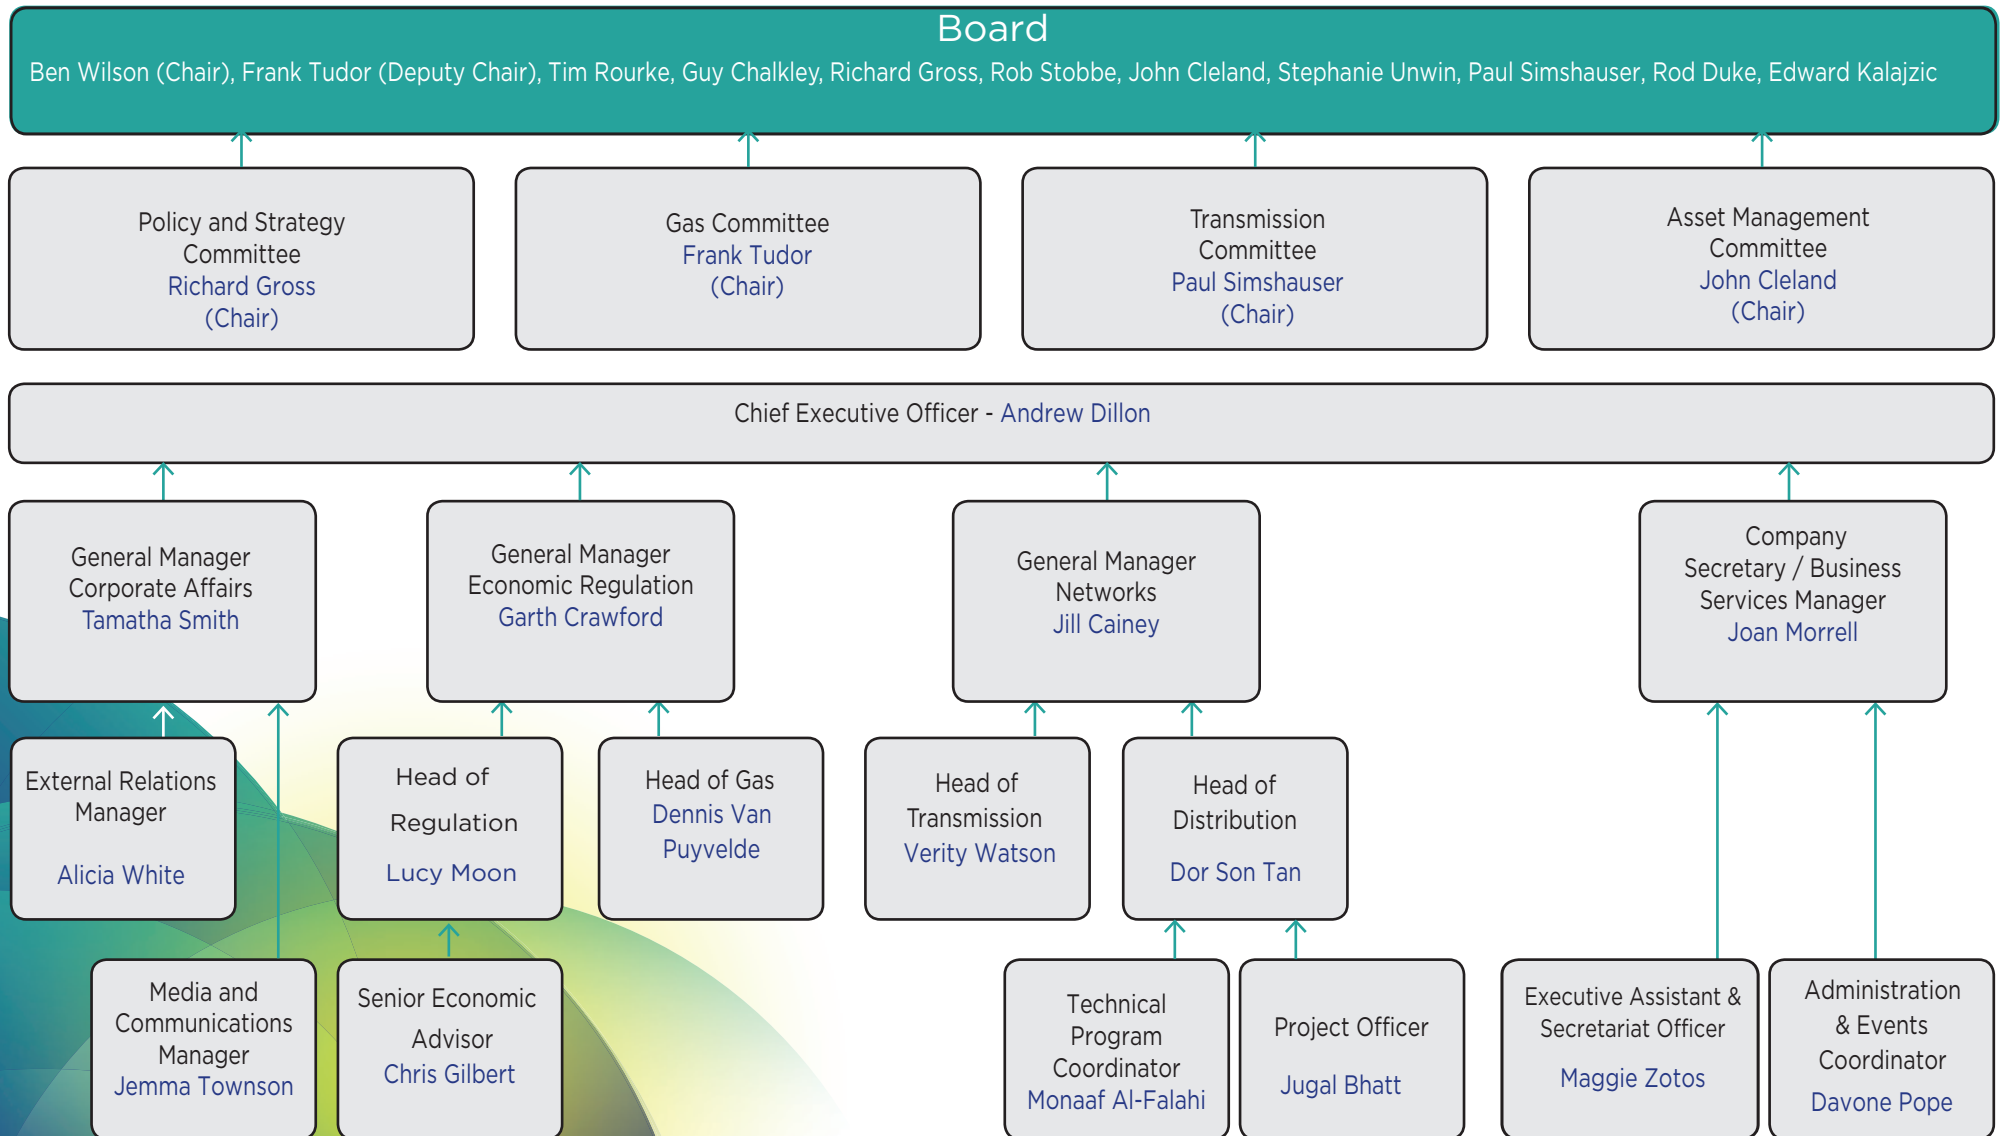 Board
Ben Wilson (Chair), Frank Tudor (Deputy Chair), Tim Rourke, Guy Chalkley, Richard Gross, Rob Stobbe, John Cleland, Stephanie Unwin, Paul Simshauser, Rod Duke, Edward Kalajzic
Policy and Strategy
Committee
Richard Gross
(Chair)
Gas Committee
Frank Tudor
(Chair)
Transmission
Committee
Paul Simshauser
(Chair)
Asset Management
Committee
John Cleland
(Chair)
Chief Executive Officer - Andrew Dillon
General Manager
Corporate Affairs
Tamatha Smith
General Manager
Economic Regulation
Garth Crawford
General Manager
Networks
Jill Cainey
Company
Secretary / Business
Services Manager
Joan Morrell
External Relations
Manager
Alicia White
Head of
Regulation
Lucy Moon
Head of Gas
Dennis Van
Puyvelde
Head of
Transmission
Verity Watson
Head of
Distribution
Dor Son Tan
Media and
Communications
Manager
Jemma Townson
Senior Economic
Advisor
Chris Gilbert
Technical
Program
Coordinator
Monaaf Al-Falahi
Project Officer
Jugal Bhatt
Executive Assistant &
Secretariat Officer
Maggie Zotos
Administration
& Events
Coordinator
Davone Pope